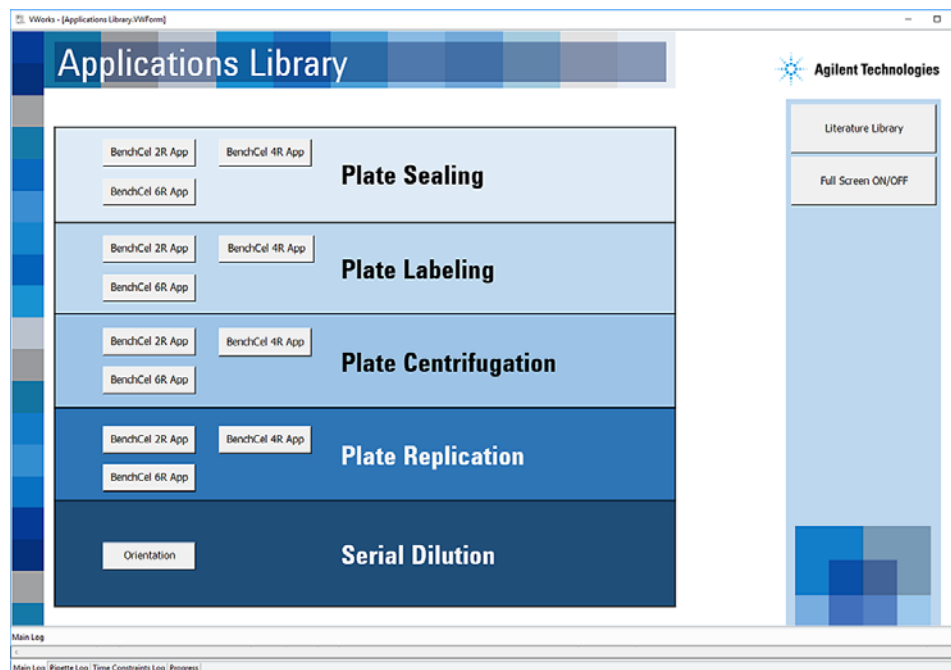 VWorks - [Applications Library.VWForm]
Applications Library
Agilent Technologies
Literature Library
Full Screen ON/OFF
BenchCel 2R App BenchCel 4R App
BenchCel 6R App
Plate Sealing
BenchCel 2R App BenchCel 4R App
BenchCel 6R App
Plate Labeling
BenchCel 2R App BenchCel 4R App
BenchCel 6R App
Plate Centrifugation
BenchCel 2R App BenchCel 4R App
BenchCel 6R App
Plate Replication
Orientation
Serial Dilution
Main Log
Main Log Pipette Log Time Constraints Log Progress